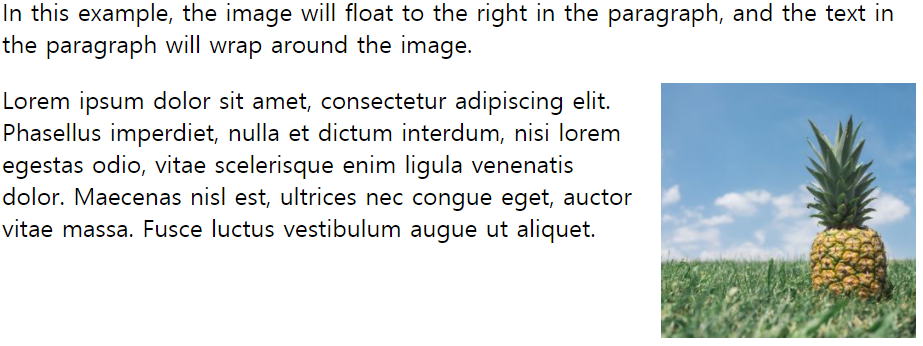 In this example, the image will float to the right in the paragraph, and the text in
the paragraph will wrap around the image.
Lorem ipsum dolor sit amet, consectetur adipiscing elit.
Phasellus imperdiet, nulla et dictum interdum, nisi lorem
egestas odio, vitae scelerisque enim ligula venenatis
dolor. Maecenas nisl est, ultrices nec congue eget, auctor
vitae massa. Fusce luctus vestibulum augue ut aliquet.